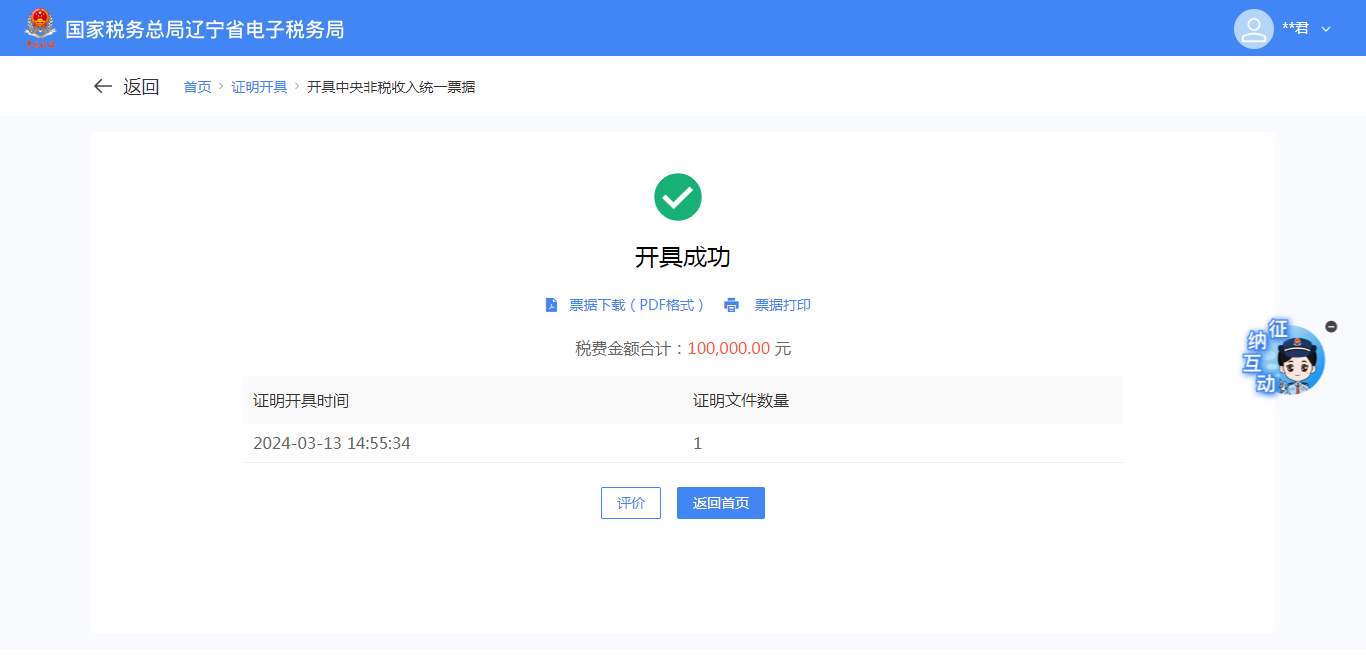 国家税务总局辽宁省电子税务局
**君
返回 首页 > 证明开具 > 开具中央非税收入统一票据
开具成功
票据下载（PDF格式） 票据打印
税费金额合计：100,000.00 元
证明开具时间 证明文件数量
2024-03-13 14:55:34 1
评价 返回首页
征纳互动